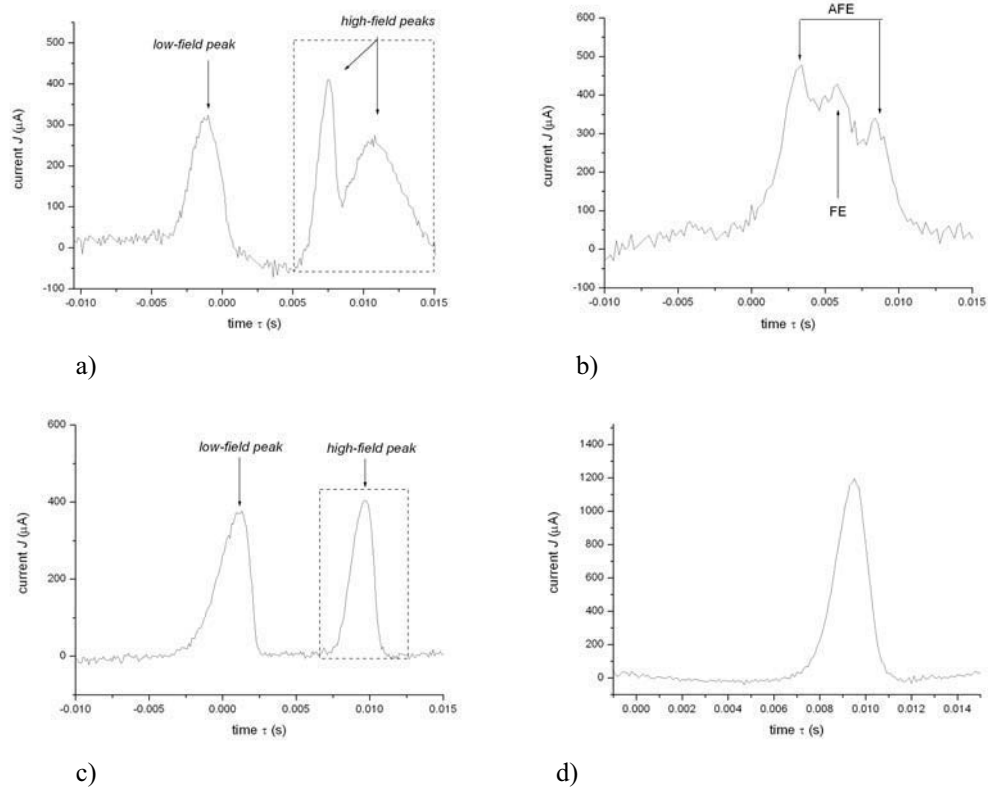 high-field peaks
low-field peak
500
400
300
200
100
0
-100
current J (μA)
-0.010
-0.005
0.000
0.005
0.010
0.015
time τ (s)
a)
600
500
400
300
200
100
0
-100
current J (μA)
AFE
FE
-0.010
-0.005
0.000
0.005
0.010
0.015
time τ (s)
b)
600
400
200
0
current J (μA)
low-field peak
high-field peak
-0.010
-0.005
0.000
0.005
0.010
0.015
time τ (s)
c)
1400
1200
1000
800
600
400
200
0
current J (μA)
0.000
0.002
0.004
0.006
0.008
0.010
0.012
0.014
time τ (s)
d)